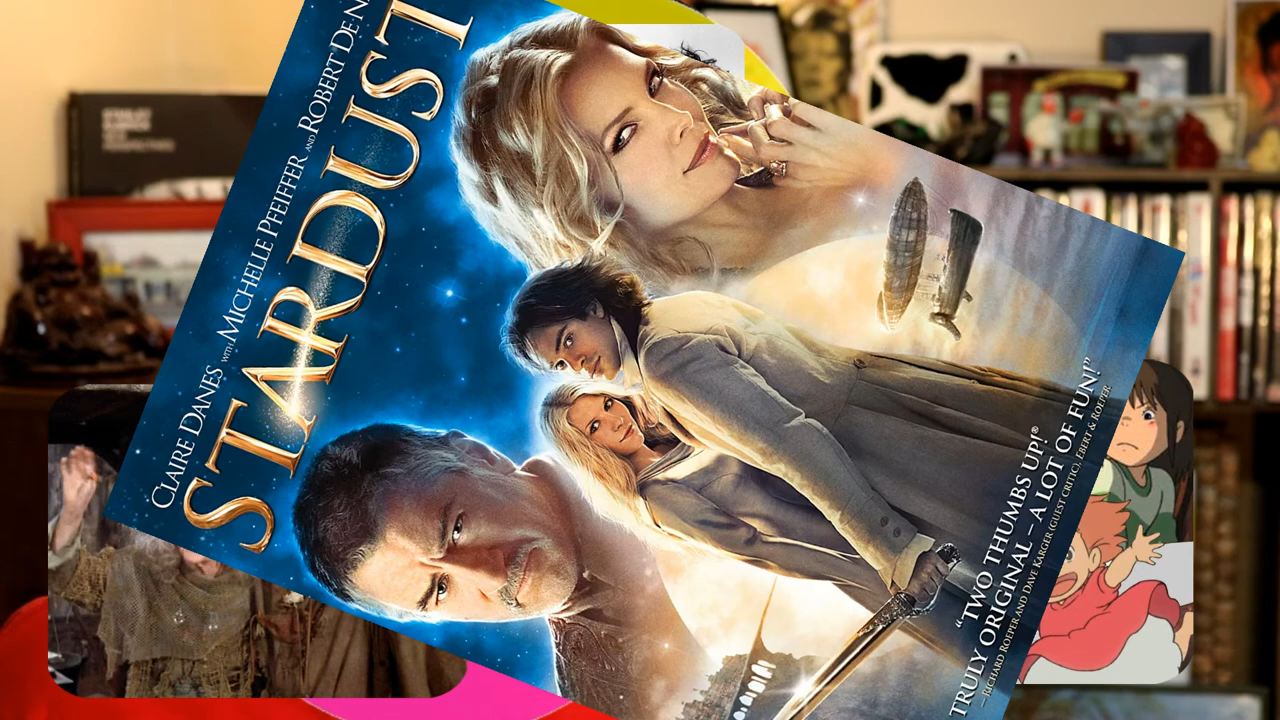 CLAIRE DANES WITH MICHELLE PFEIFFER AND ROBERT DE
STARDUST
"TWO THUMBS UP!®
TRULY ORIGINAL – A LOT OF FUN!"
–RICHARD ROEPER AND DAVE KARGER (GUEST CRITIC), EBERT & ROEPER